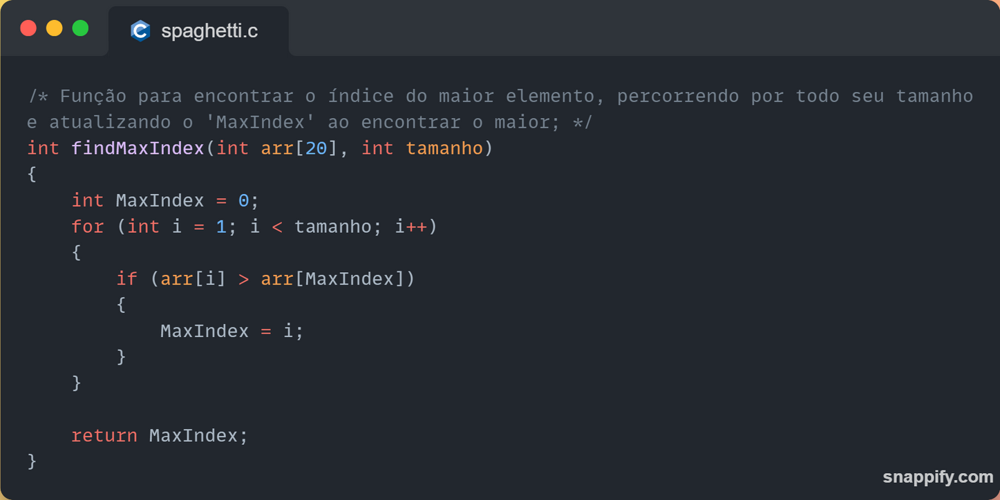 spaghetti.c
/* Função para encontrar o índice do maior elemento, percorrendo por todo seu tamanho
e atualizando o 'MaxIndex' ao encontrar o maior; */
int findMaxIndex(int arr[20], int tamanho)
{
    int MaxIndex = 0;
    for (int i = 1; i < tamanho; i++)
    {
        if (arr[i] > arr[MaxIndex])
        {
            MaxIndex = i;
        }
    }

    return MaxIndex;
}
snappify.com